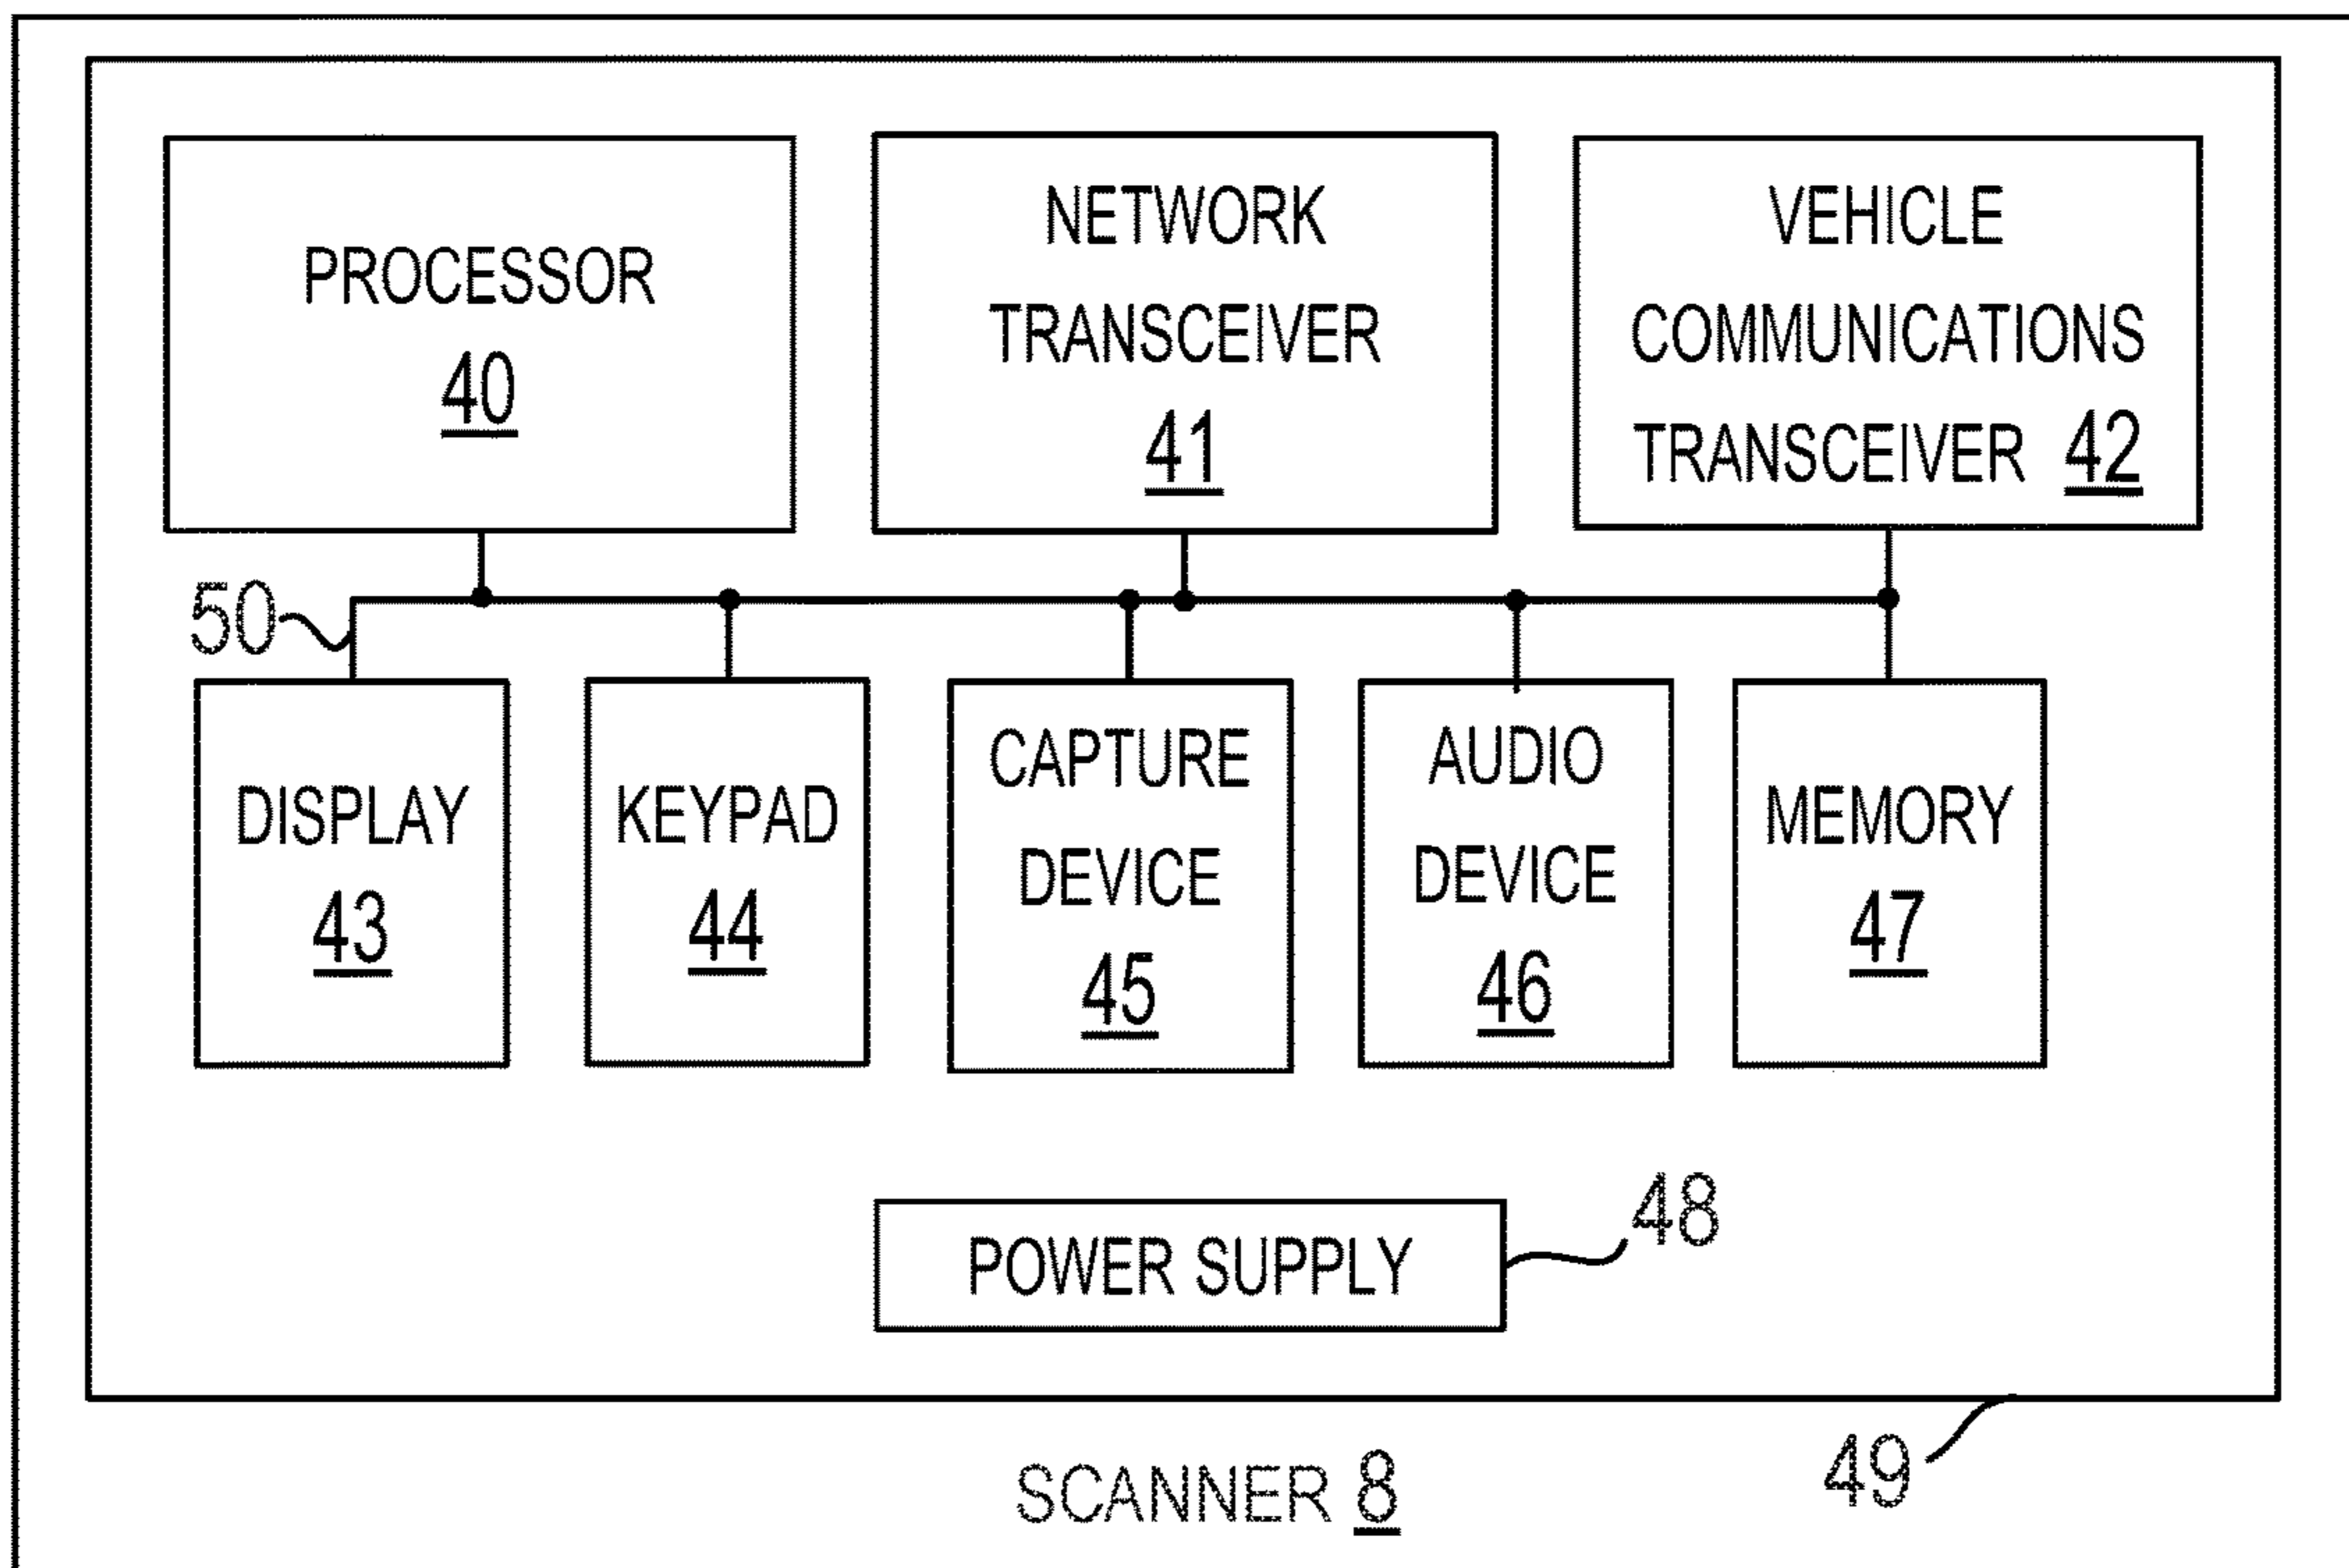 PROCESSOR
40
NETWORK
TRANSCEIVER
41
VEHICLE
COMMUNICATIONS
TRANSCEIVER 42
50
DISPLAY
43
KEYPAD
44
CAPTURE
DEVICE
45
AUDIO
DEVICE
46
MEMORY
47
POWER SUPPLY
48
SCANNER 8
49